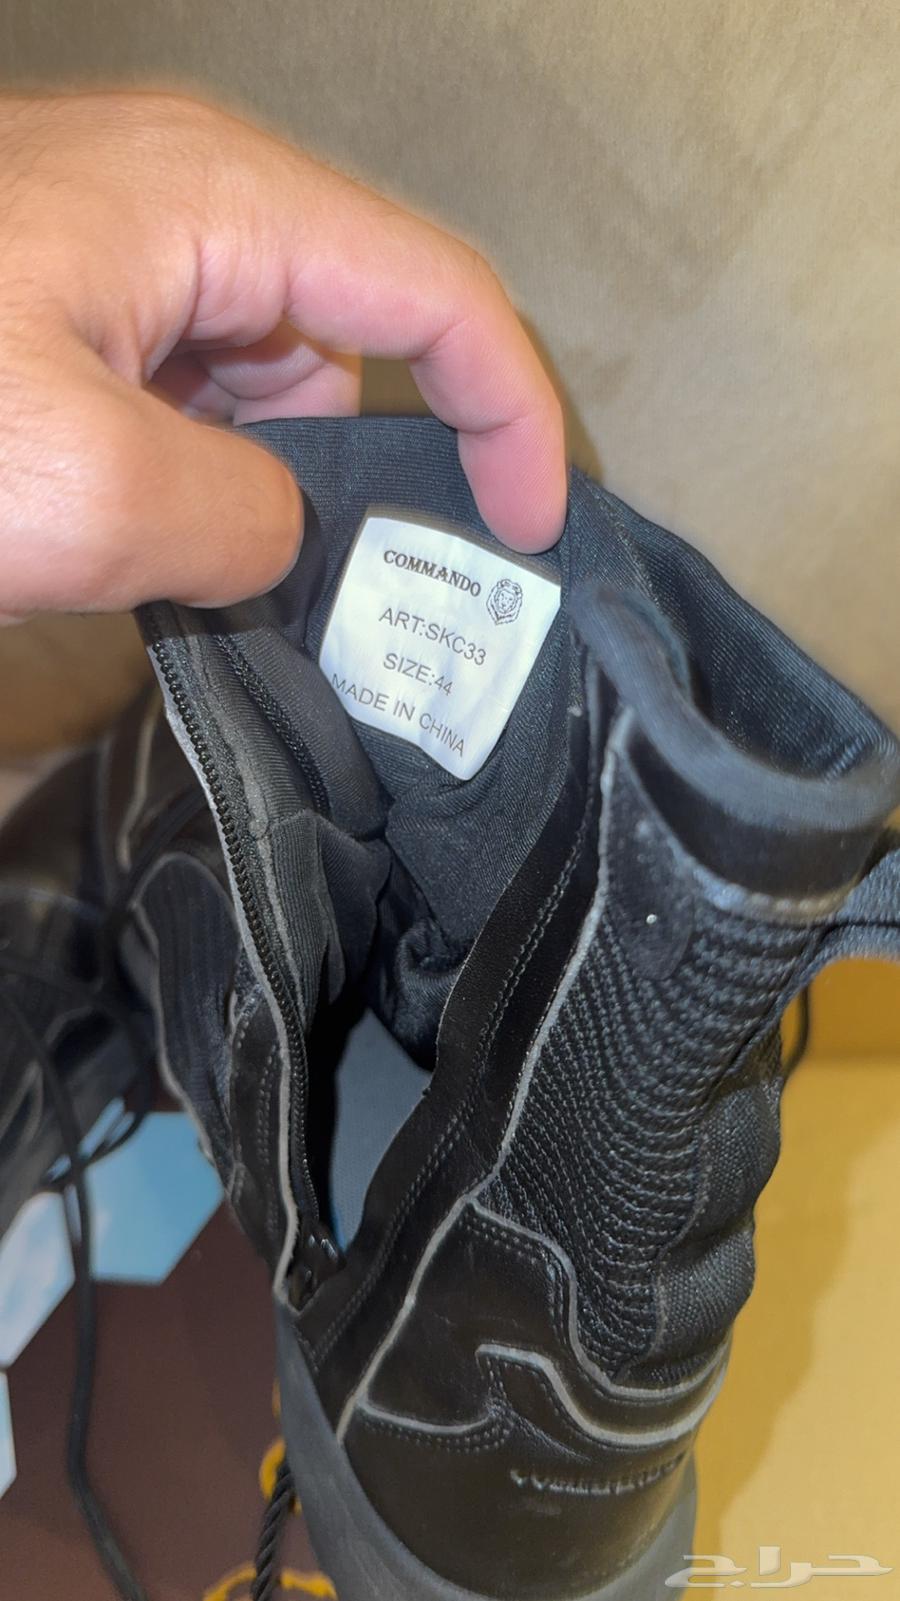 COMMANDO
ART:SKC33
SIZE:44
MADE IN CHINA
حراج